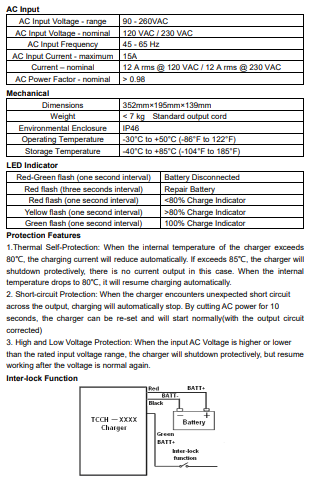 AC Input
AC Input Voltage - range 90 - 260VAC
AC Input Voltage - nominal 120 VAC / 230 VAC
AC Input Frequency 45 - 65 Hz
AC Input Current - maximum 15A
Current – nominal 12 A rms @ 120 VAC / 12 A rms @ 230 VAC
AC Power Factor - nominal > 0.98
Mechanical
Dimensions 352mm×195mm×139mm
Weight < 7 kg Standard output cord
Environmental Enclosure IP46
Operating Temperature -30°C to +50°C (-86°F to 122°F)
Storage Temperature -40°C to +85°C (-104°F to 185°F)
LED Indicator
Red-Green flash (one second interval) Battery Disconnected
Red flash (three seconds interval) Repair Battery
Red flash (one second interval) <80% Charge Indicator
Yellow flash (one second interval) >80% Charge Indicator
Green flash (one second interval) 100% Charge Indicator
Protection Features
1.Thermal Self-Protection: When the internal temperature of the charger exceeds
80℃, the charging current will reduce automatically. If exceeds 85℃, the charger will
shutdown protectively, there is no current output in this case. When the internal
temperature drops to 80℃, it will resume charging automatically.
2. Short-circuit Protection: When the charger encounters unexpected short circuit
across the output, charging will automatically stop. By cutting AC power for 10
seconds, the charger can be re-set and will start normally(with the output circuit
corrected)
3. High and Low Voltage Protection: When the input AC Voltage is higher or lower
than the rated input voltage range, the charger will shutdown protectively, but resume
working after the voltage is normal again.
Inter-lock Function
Red BATT+
BATT-
Black
TCCH —XXXX
Charger
− +
Battery
Green
BATT+
Inter-lock
function